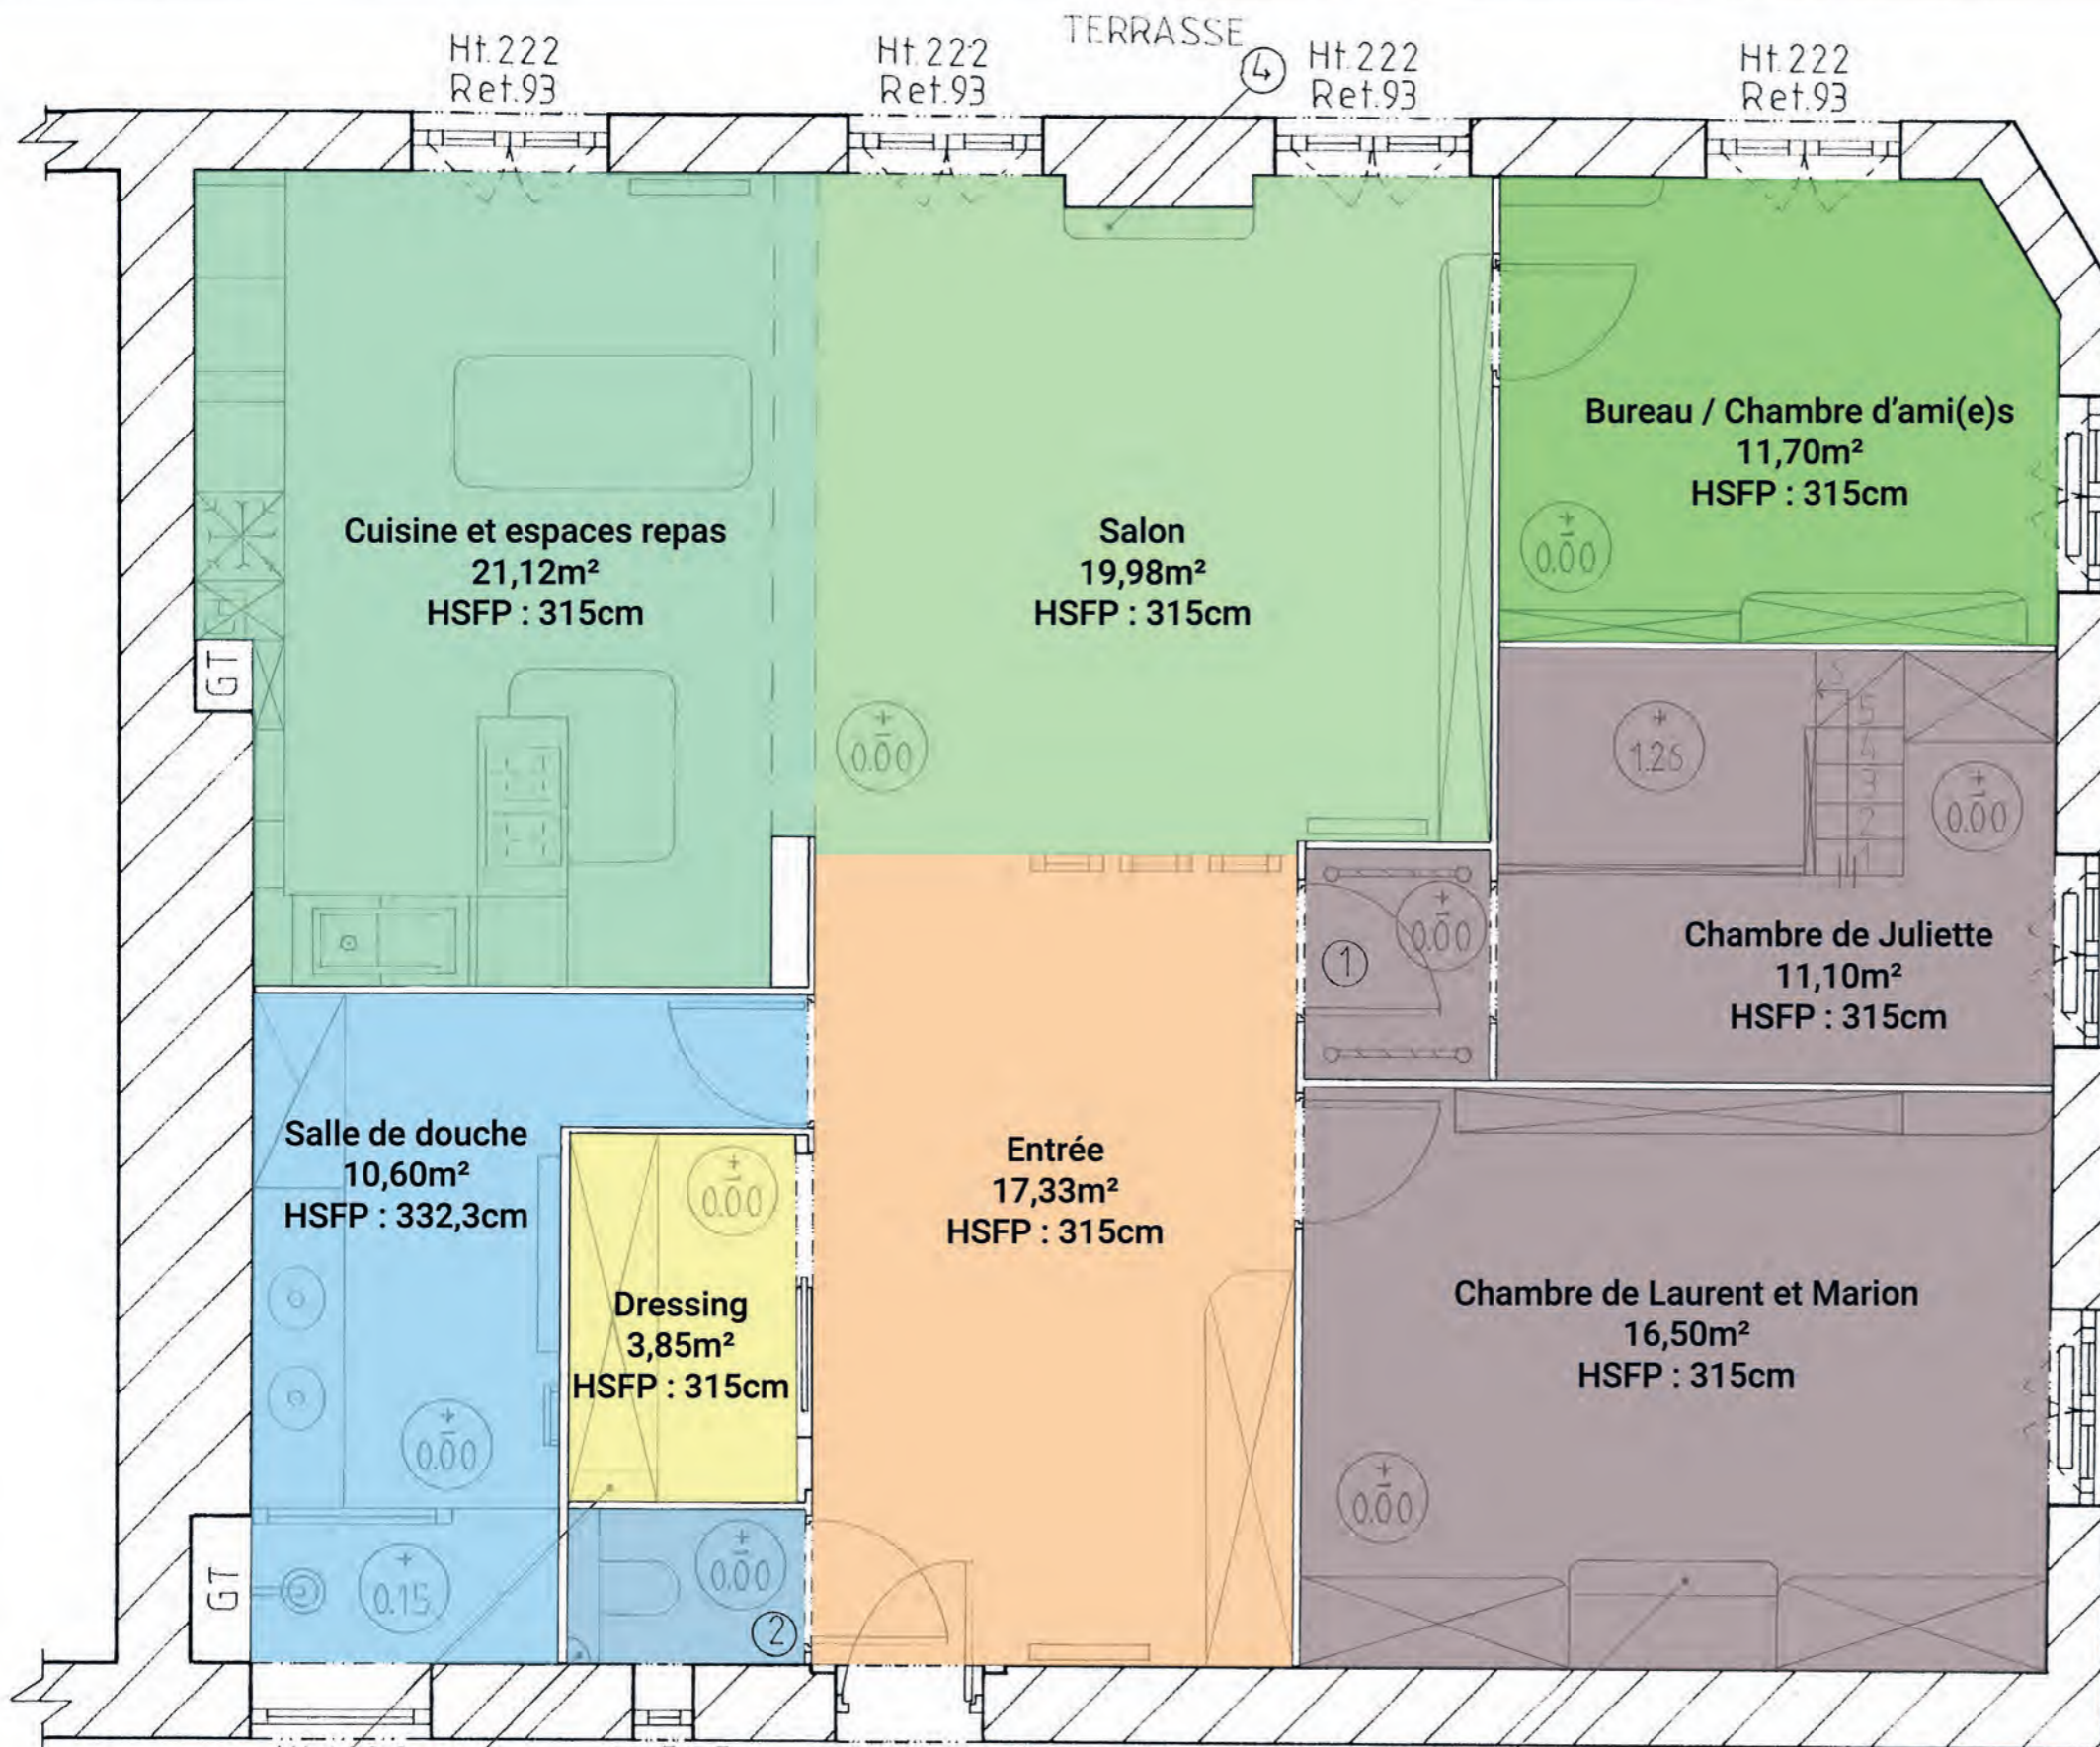 TERRASSE
4
Ht.222
Ret.93
Ht.222
Ret.93
Ht.222
Ret.93
Ht.222
Ret.93
Bureau / Chambre d’ami(e)s
11,70m²
HSFP : 315cm
±
0.00
Cuisine et espaces repas
21,12m²
HSFP : 315cm
Salon
19,98m²
HSFP : 315cm
GT
±
0.00
+
1.26
5
4
3
2
1
±
0.00
±
0.00
1
Chambre de Juliette
11,10m²
HSFP : 315cm
Salle de douche
10,60m²
HSFP : 332,3cm
±
0.00
Entrée
17,33m²
HSFP : 315cm
Dressing
3,85m²
HSFP : 315cm
Chambre de Laurent et Marion
16,50m²
HSFP : 315cm
±
0.00
±
0.00
GT
+
0.15
±
0.00
2